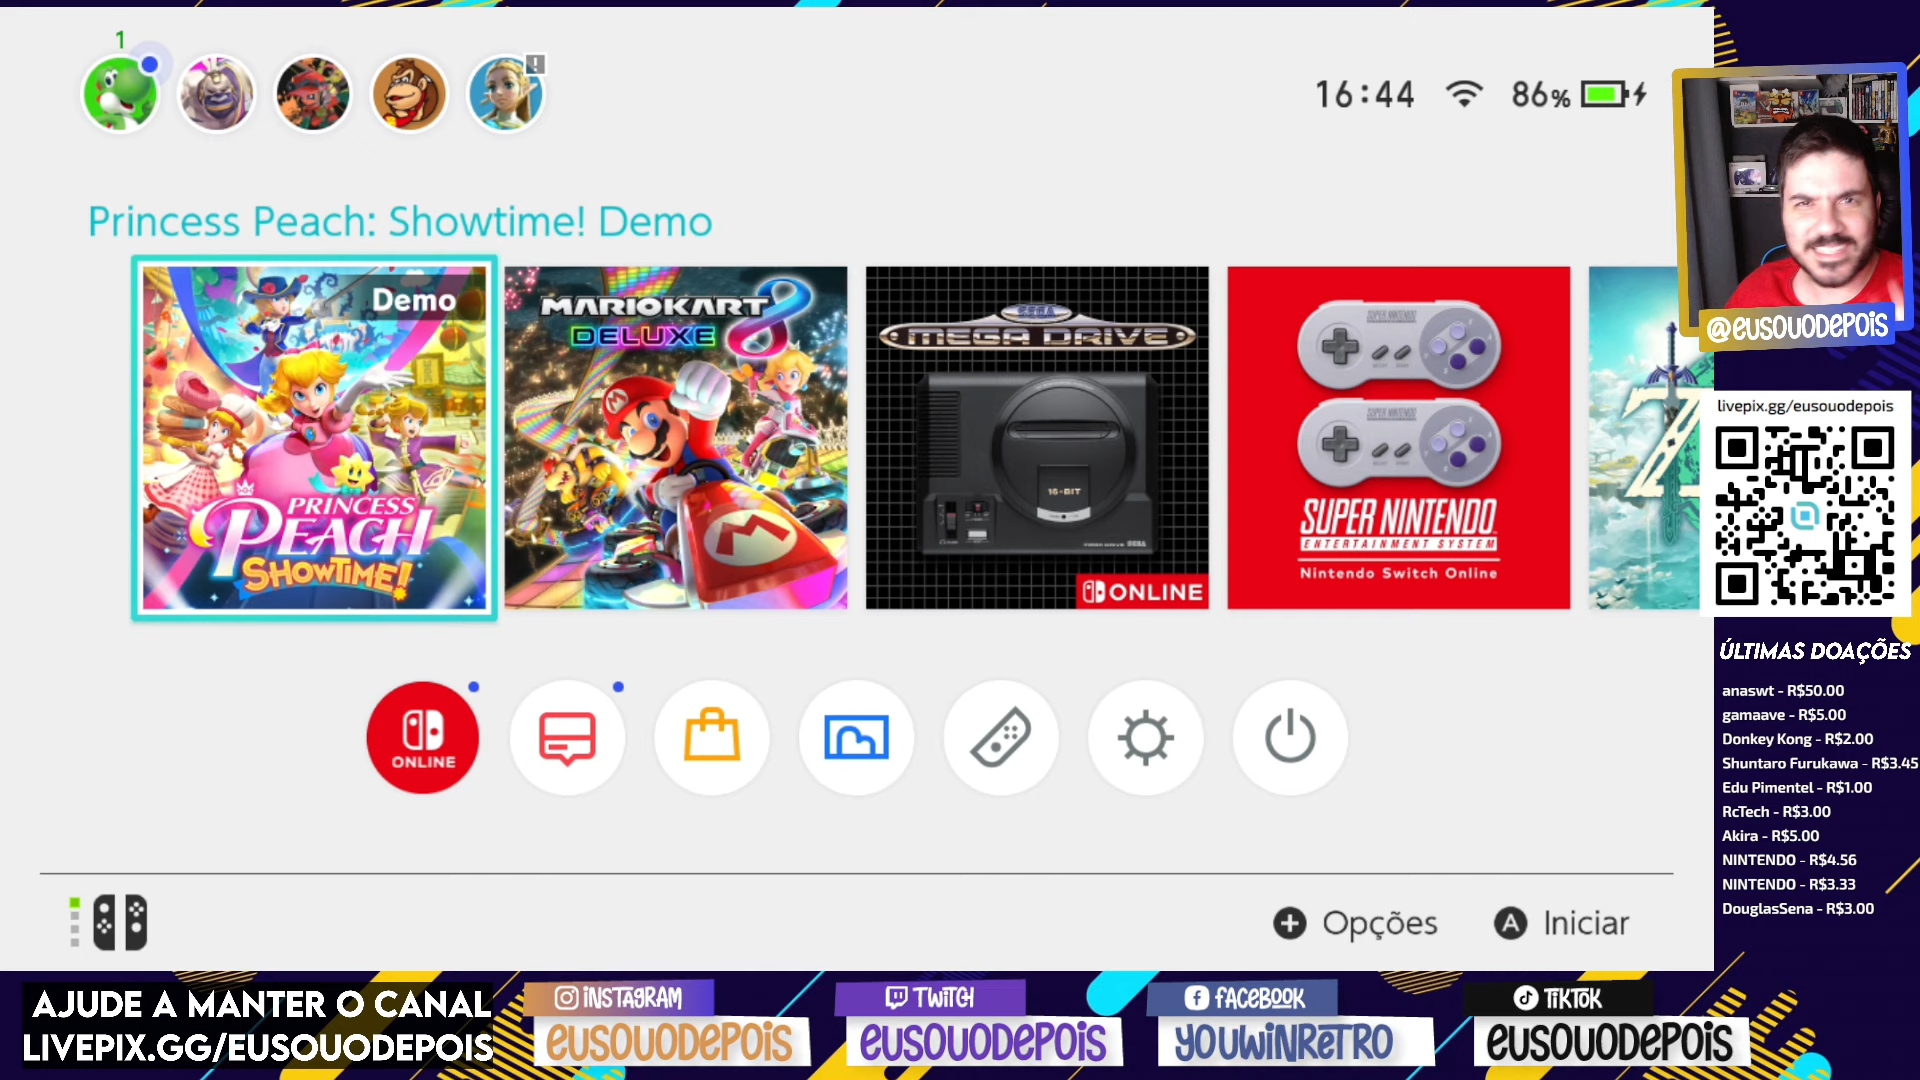 1
16:44
86%
Princess Peach: Showtime! Demo
Demo
PRINCESS
PEACH
SHOWTIME!
MARIOKART
8
DELUXE
SEGA
MEGA DRIVE
16-BIT
ONLINE
SUPER NINTENDO
ENTERTAINMENT SYSTEM
Nintendo Switch Online
ONLINE
+ Opções
A Iniciar
@eusouodepois
livepix.gg/eusouodepois
ÚLTIMAS DOAÇÕES
anaswt - R$50.00
gamaave - R$5.00
Donkey Kong - R$2.00
Shuntaro Furukawa - R$3.45
Edu Pimentel - R$1.00
RcTech - R$3.00
Akira - R$5.00
NINTENDO - R$4.56
NINTENDO - R$3.33
DouglasSena - R$3.00
AJUDE A MANTER O CANAL
LIVEPIX.GG/EUSOUODEPOIS
INSTAGRAM
eusouodepois
TWITCH
eusouodepois
FACEBOOK
youwinretro
TIKTOK
eusouodepois